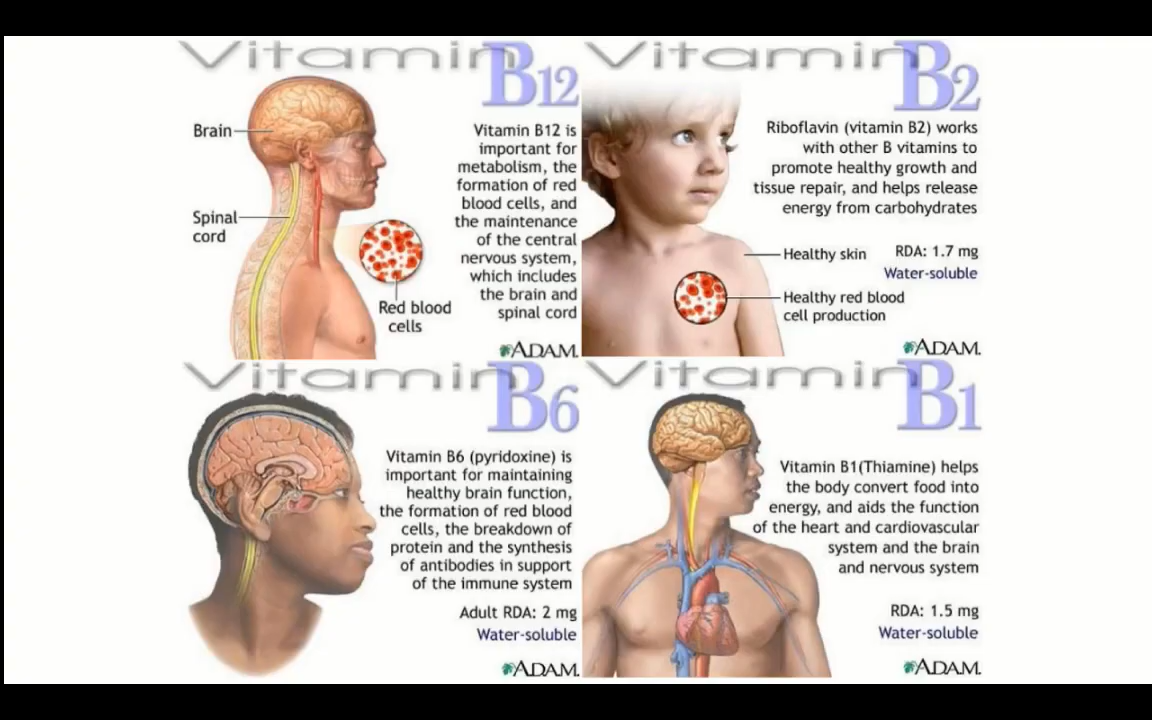 Vitamin B12
Brain
Spinal
cord
Red blood
cells
Vitamin B12 is
important for
metabolism, the
formation of red
blood cells, and
the maintenance
of the central
nervous system,
which includes
the brain and
spinal cord
ADAM.
Vitamin B2
Riboflavin (vitamin B2) works
with other B vitamins to
promote healthy growth and
tissue repair, and helps release
energy from carbohydrates
Healthy skin
RDA: 1.7 mg
Water-soluble
Healthy red blood
cell production
ADAM.
Vitamin B6
Vitamin B6 (pyridoxine) is
important for maintaining
healthy brain function,
the formation of red blood
cells, the breakdown of
protein and the synthesis
of antibodies in support
of the immune system
Adult RDA: 2 mg
Water-soluble
ADAM.
Vitamin B1
Vitamin B1(Thiamine) helps
the body convert food into
energy, and aids the function
of the heart and cardiovascular
system and the brain
and nervous system
RDA: 1.5 mg
Water-soluble
ADAM.